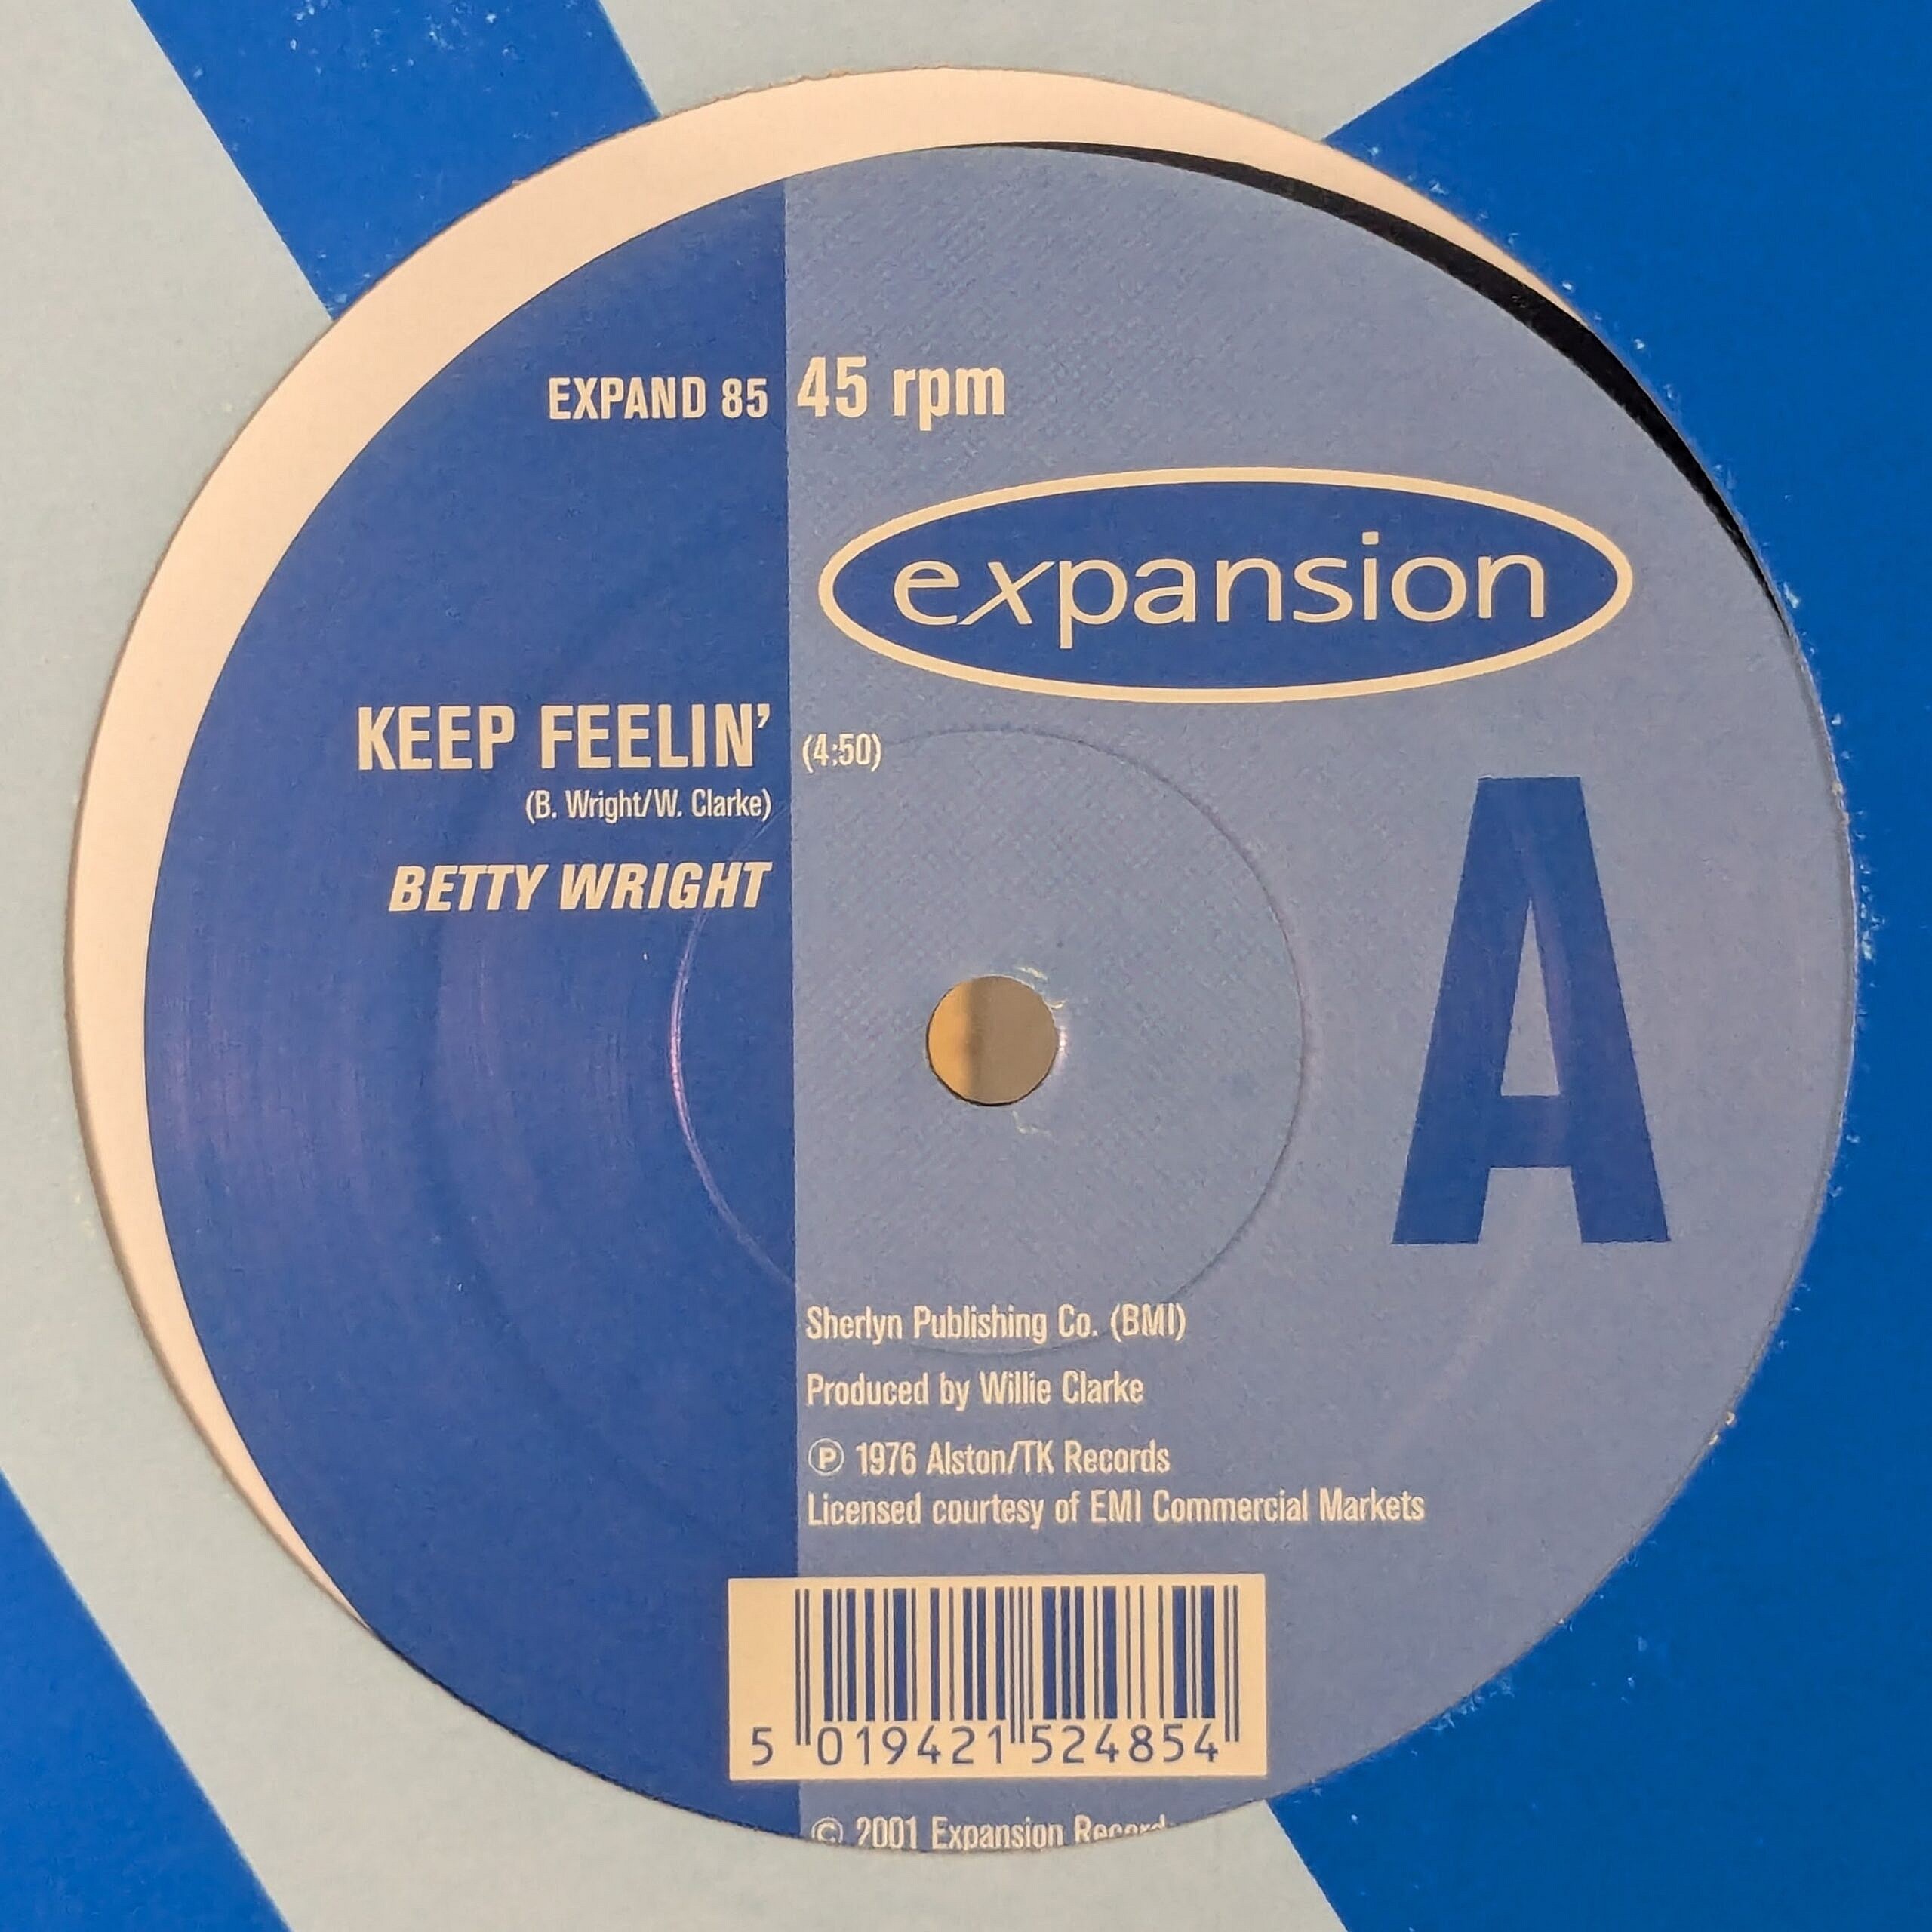 EXPAND 85 45 rpm
expansion
KEEP FEELIN’ (4:50)
(B. Wright/W. Clarke)
BETTY WRIGHT
A
Sherlyn Publishing Co. (BMI)
Produced by Willie Clarke
Ⓟ 1976 Alston/TK Records
Licensed courtesy of EMI Commercial Markets
5 019421 524854
© 2001 Expansion